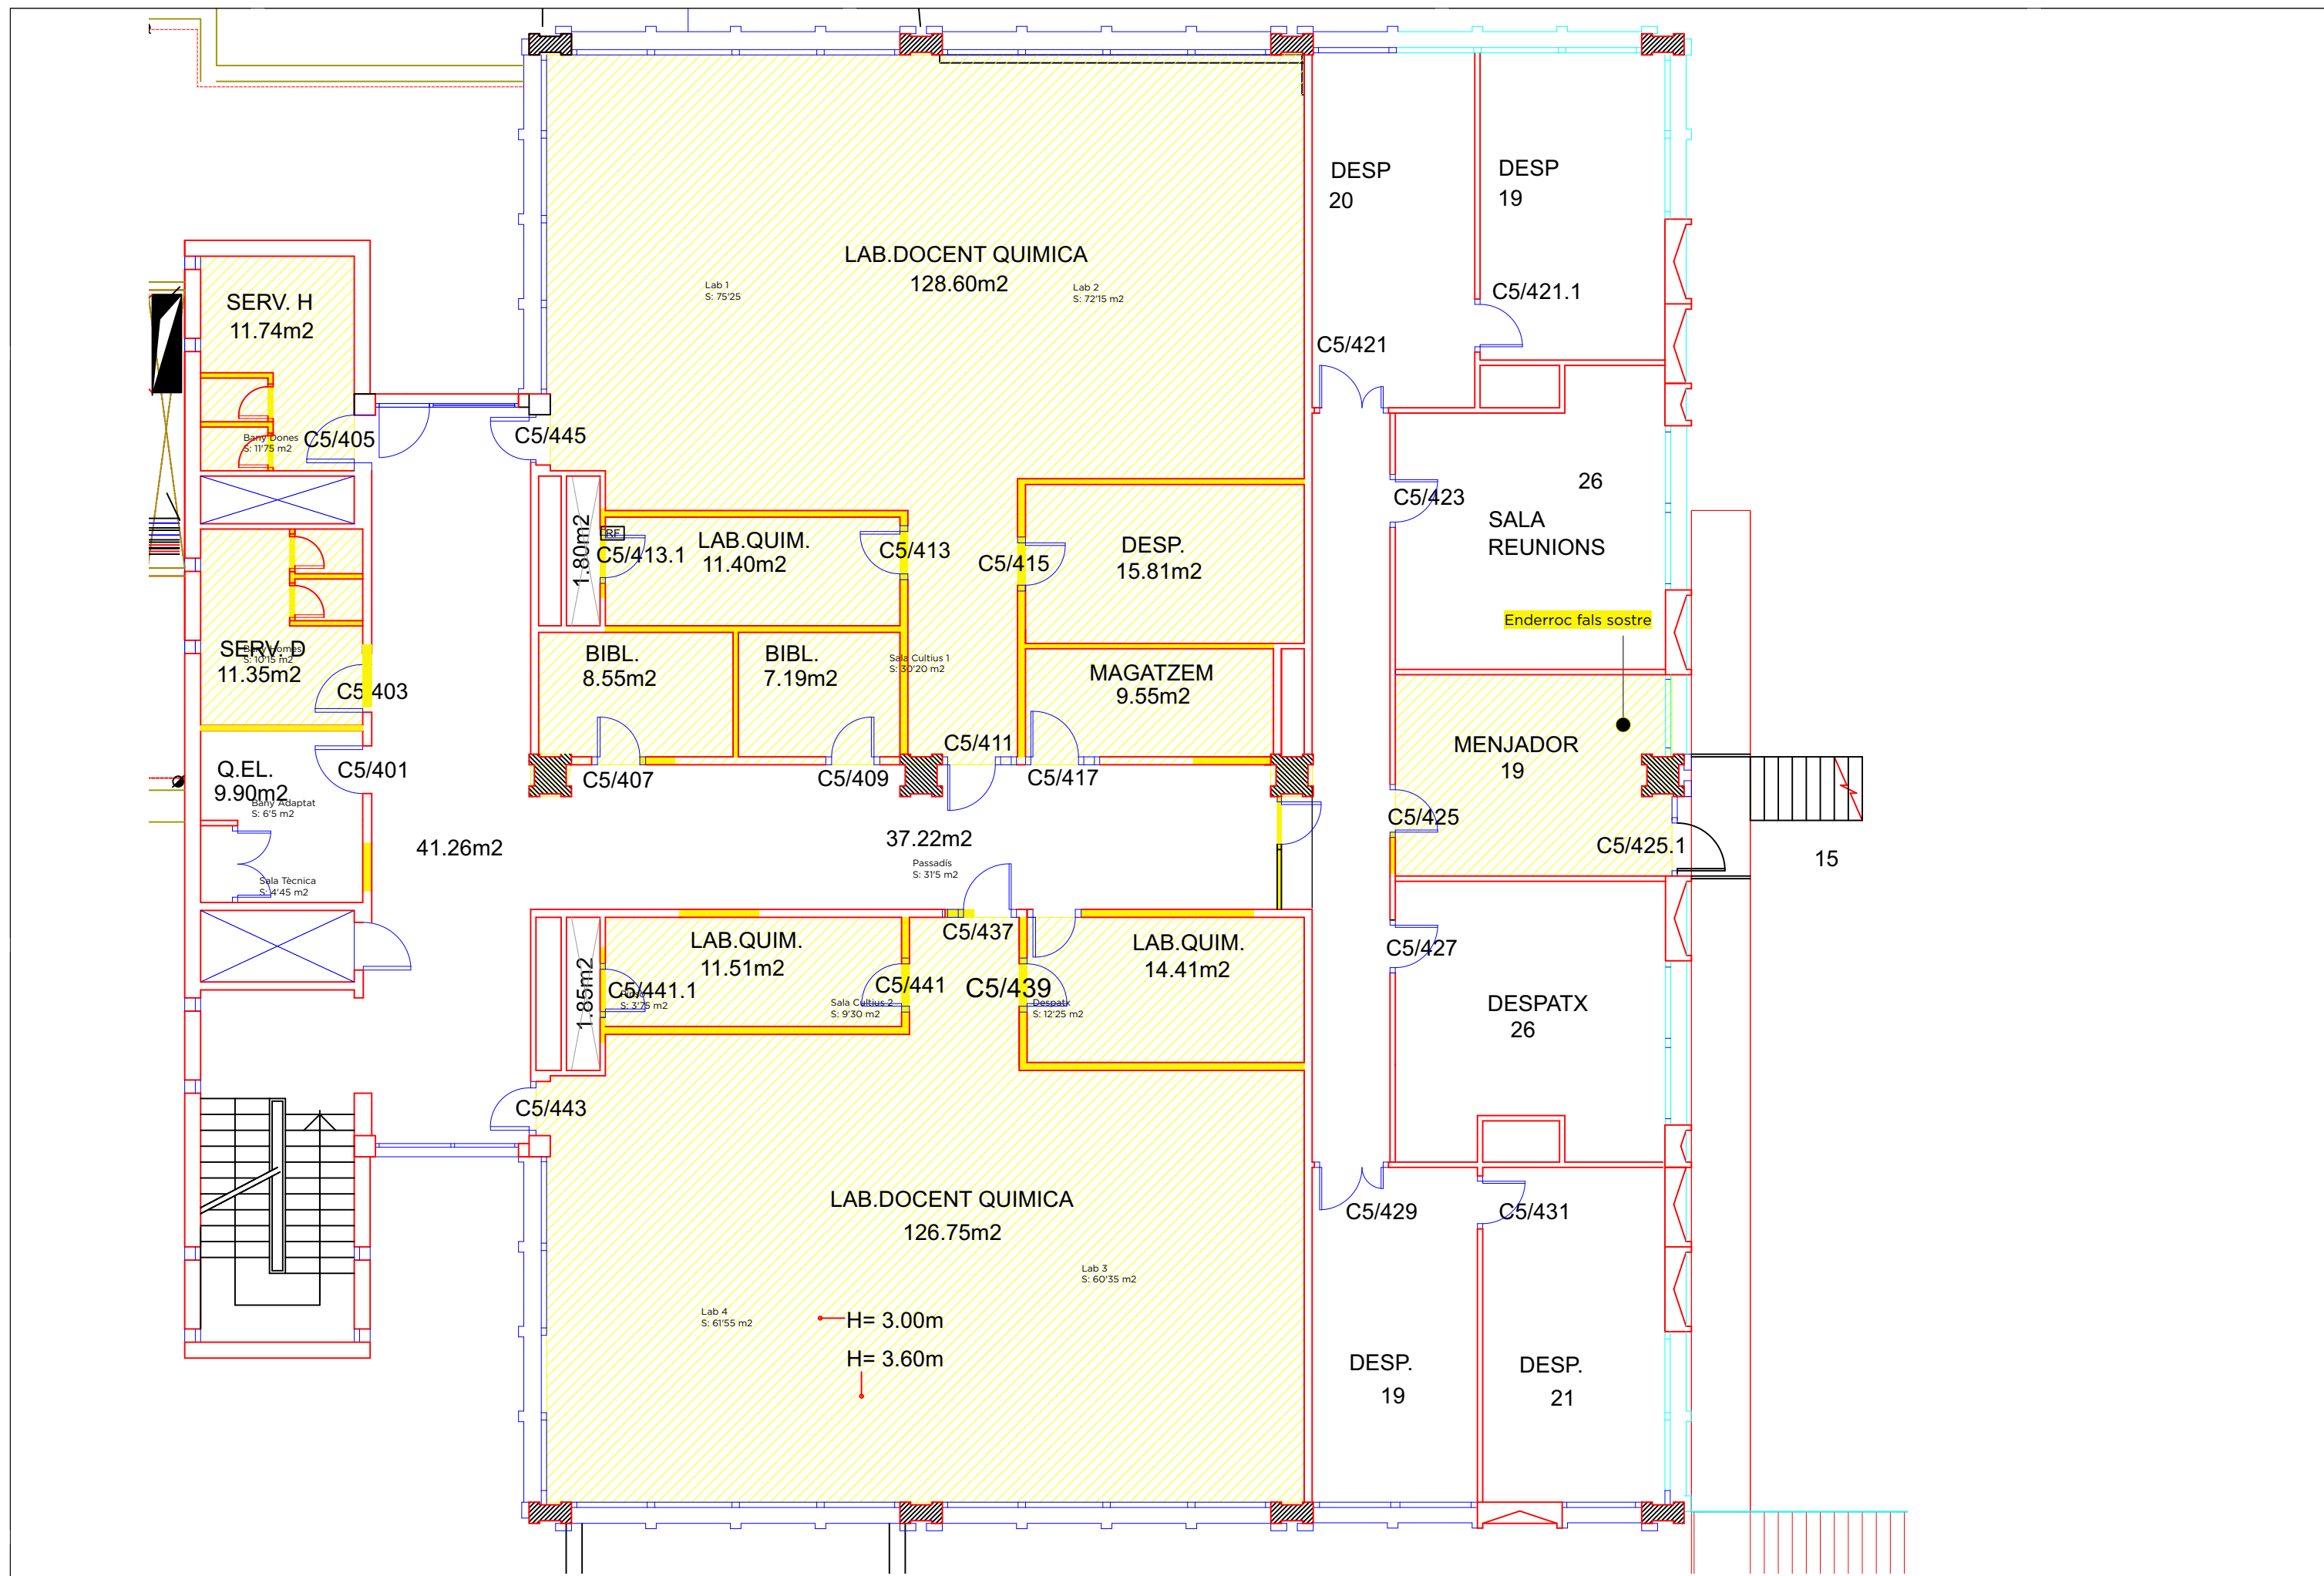 DESP
20
DESP
19
LAB.DOCENT QUIMICA
128.60m2
Lab 1
S: 75'25
Lab 2
S: 72'15 m2
C5/421.1
SERV. H
11.74m2
C5/421
Bany Dones
S: 11'75 m2
C5/405
C5/445
26
C5/423
SALA
REUNIONS
1.80m2
RF
C5/413.1
LAB.QUIM.
11.40m2
C5/413
C5/415
DESP.
15.81m2
Enderroc fals sostre
SERV. D
11.35m2
Bany Homes
S: 10'15 m2
C5/403
BIBL.
8.55m2
BIBL.
7.19m2
Sala Cultius 1
S: 30'20 m2
MAGATZEM
9.55m2
MENJADOR
19
C5/411
Q.EL.
9.90m2
C5/401
C5/407
C5/409
C5/417
Bany Adaptat
S: 6'5 m2
C5/425
C5/425.1
15
41.26m2
37.22m2
Passadís
S: 31'5 m2
Sala Tècnica
S: 4'45 m2
C5/437
C5/427
LAB.QUIM.
11.51m2
LAB.QUIM.
14.41m2
1.85m2
C5/441.1
S: 3'75 m2
C5/441
C5/439
Sala Cultius 2
S: 9'30 m2
Despatx
S: 12'25 m2
DESPATX
26
C5/443
LAB.DOCENT QUIMICA
126.75m2
C5/429
C5/431
Lab 3
S: 60'35 m2
Lab 4
S: 61'55 m2
H= 3.00m
H= 3.60m
DESP.
19
DESP.
21